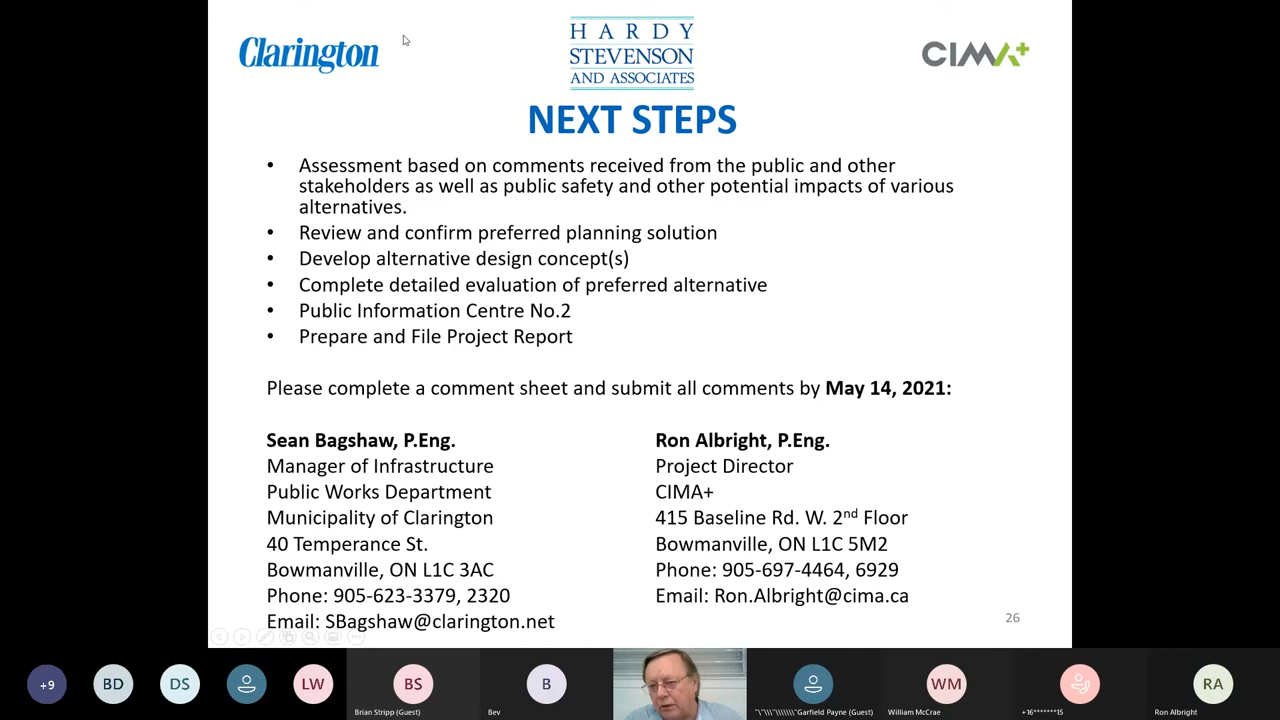 Clarington
HARDY
STEVENSON
AND ASSOCIATES
CIMA+
NEXT STEPS
• Assessment based on comments received from the public and other
stakeholders as well as public safety and other potential impacts of various
alternatives.
• Review and confirm preferred planning solution
• Develop alternative design concept(s)
• Complete detailed evaluation of preferred alternative
• Public Information Centre No.2
• Prepare and File Project Report
Please complete a comment sheet and submit all comments by May 14, 2021:
Sean Bagshaw, P.Eng.
Manager of Infrastructure
Public Works Department
Municipality of Clarington
40 Temperance St.
Bowmanville, ON L1C 3AC
Phone: 905-623-3379, 2320
Email: SBagshaw@clarington.net
Ron Albright, P.Eng.
Project Director
CIMA+
415 Baseline Rd. W. 2nd Floor
Bowmanville, ON L1C 5M2
Phone: 905-697-4464, 6929
Email: Ron.Albright@cima.ca
26
+9
BD
DS
LW
BS
Brian Stripp (Guest)
B
Bev
"\"\\"\\\\\\\"Garfield Payne (Guest)
WM
William McCrae
+16*******15
RA
Ron Albright